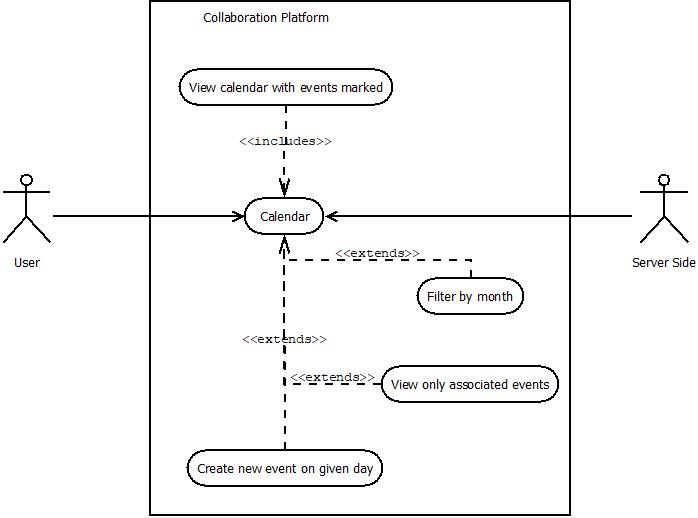 Collaboration Platform
View calendar with events marked
<<includes>>
Calendar
User
Server Side
<<extends>>
Filter by month
<<extends>>
<<extends>>
View only associated events
Create new event on given day